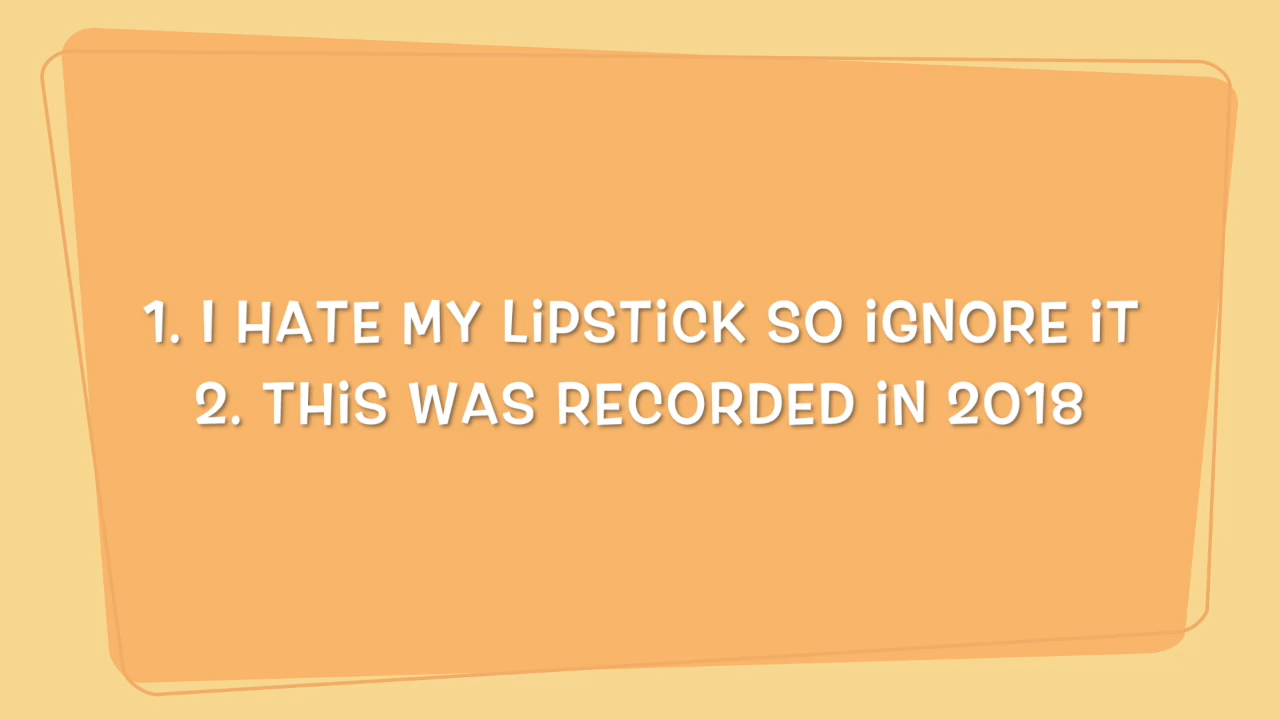 1. I HATE MY LiPSTiCK SO iGNORE iT
2. THiS WAS RECORDED iN 2018